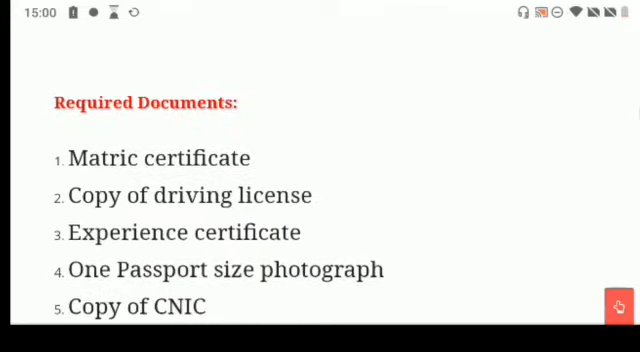 15:00
Required Documents:
1. Matric certificate
2. Copy of driving license
3. Experience certificate
4. One Passport size photograph
5. Copy of CNIC